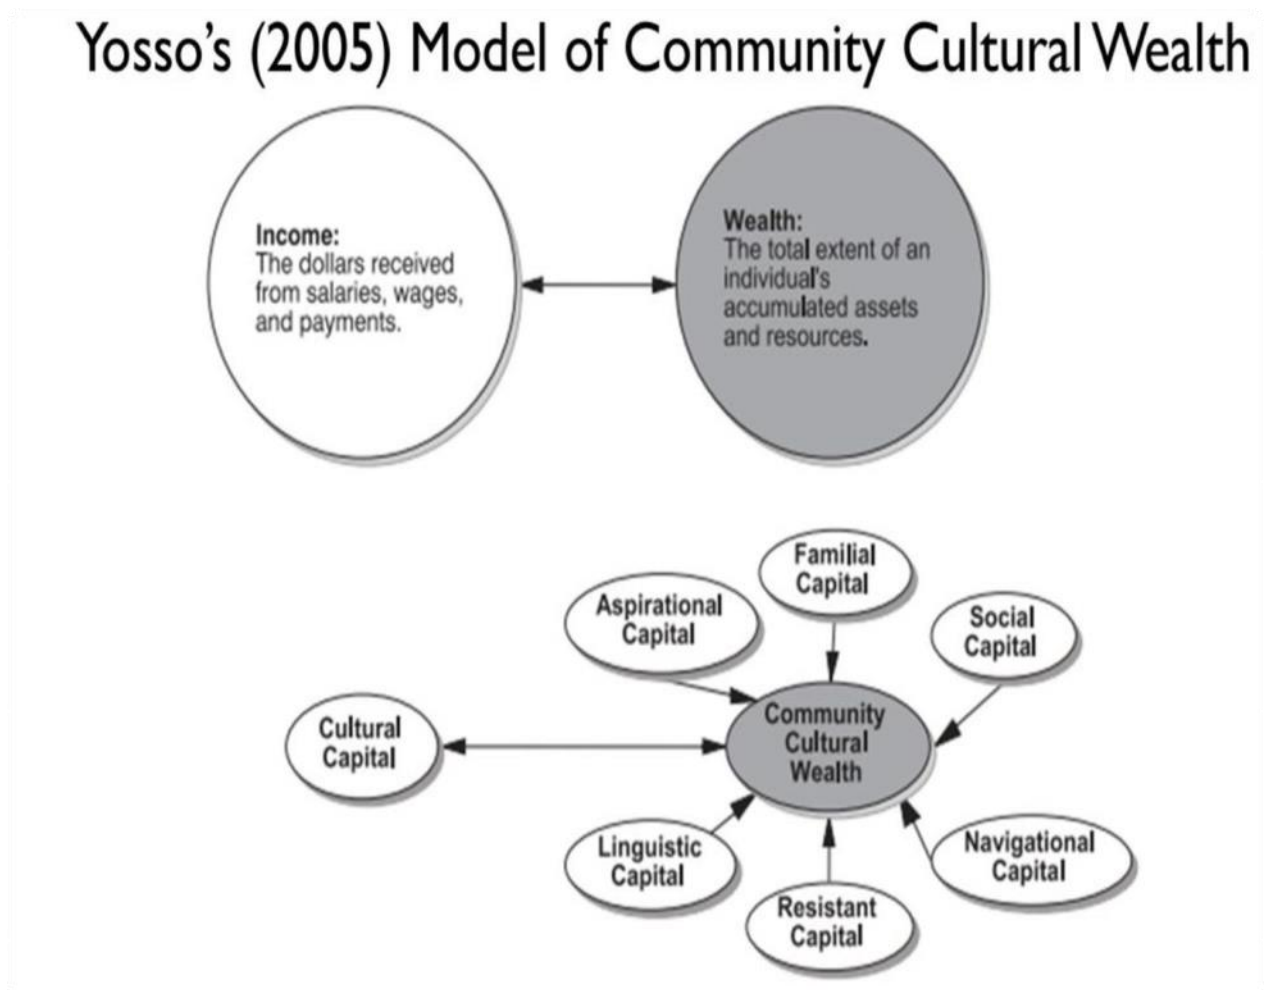 Yosso's (2005) Model of Community Cultural Wealth
Income:
The dollars received
from salaries, wages,
and payments.
Wealth:
The total extent of an
individual's
accumulated assets
and resources.
Familial
Capital
Aspirational
Capital
Social
Capital
Cultural
Capital
Community
Cultural
Wealth
Linguistic
Capital
Navigational
Capital
Resistant
Capital